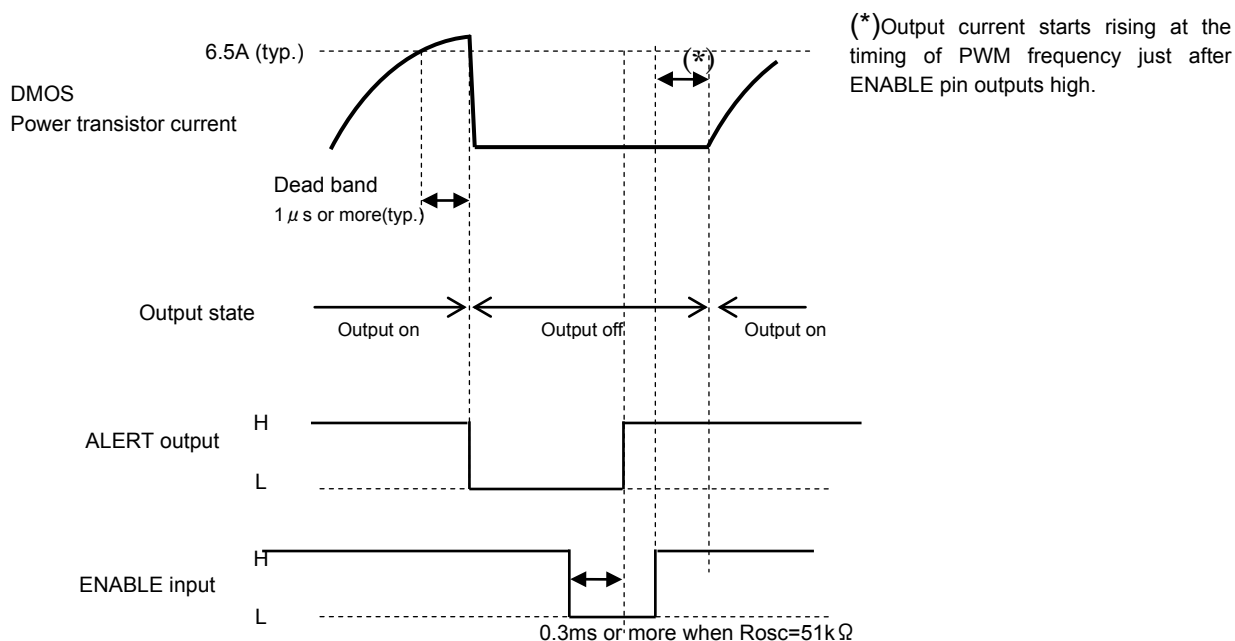 (*)Output current starts rising at the
timing of PWM frequency just after
ENABLE pin outputs high.
6.5A (typ.)
(*)
DMOS
Power transistor current
Dead band
1μs or more(typ.)
Output state
Output on
Output off
Output on
ALERT output
H
L
ENABLE input
H
L
0.3ms or more when Rosc=51kΩ